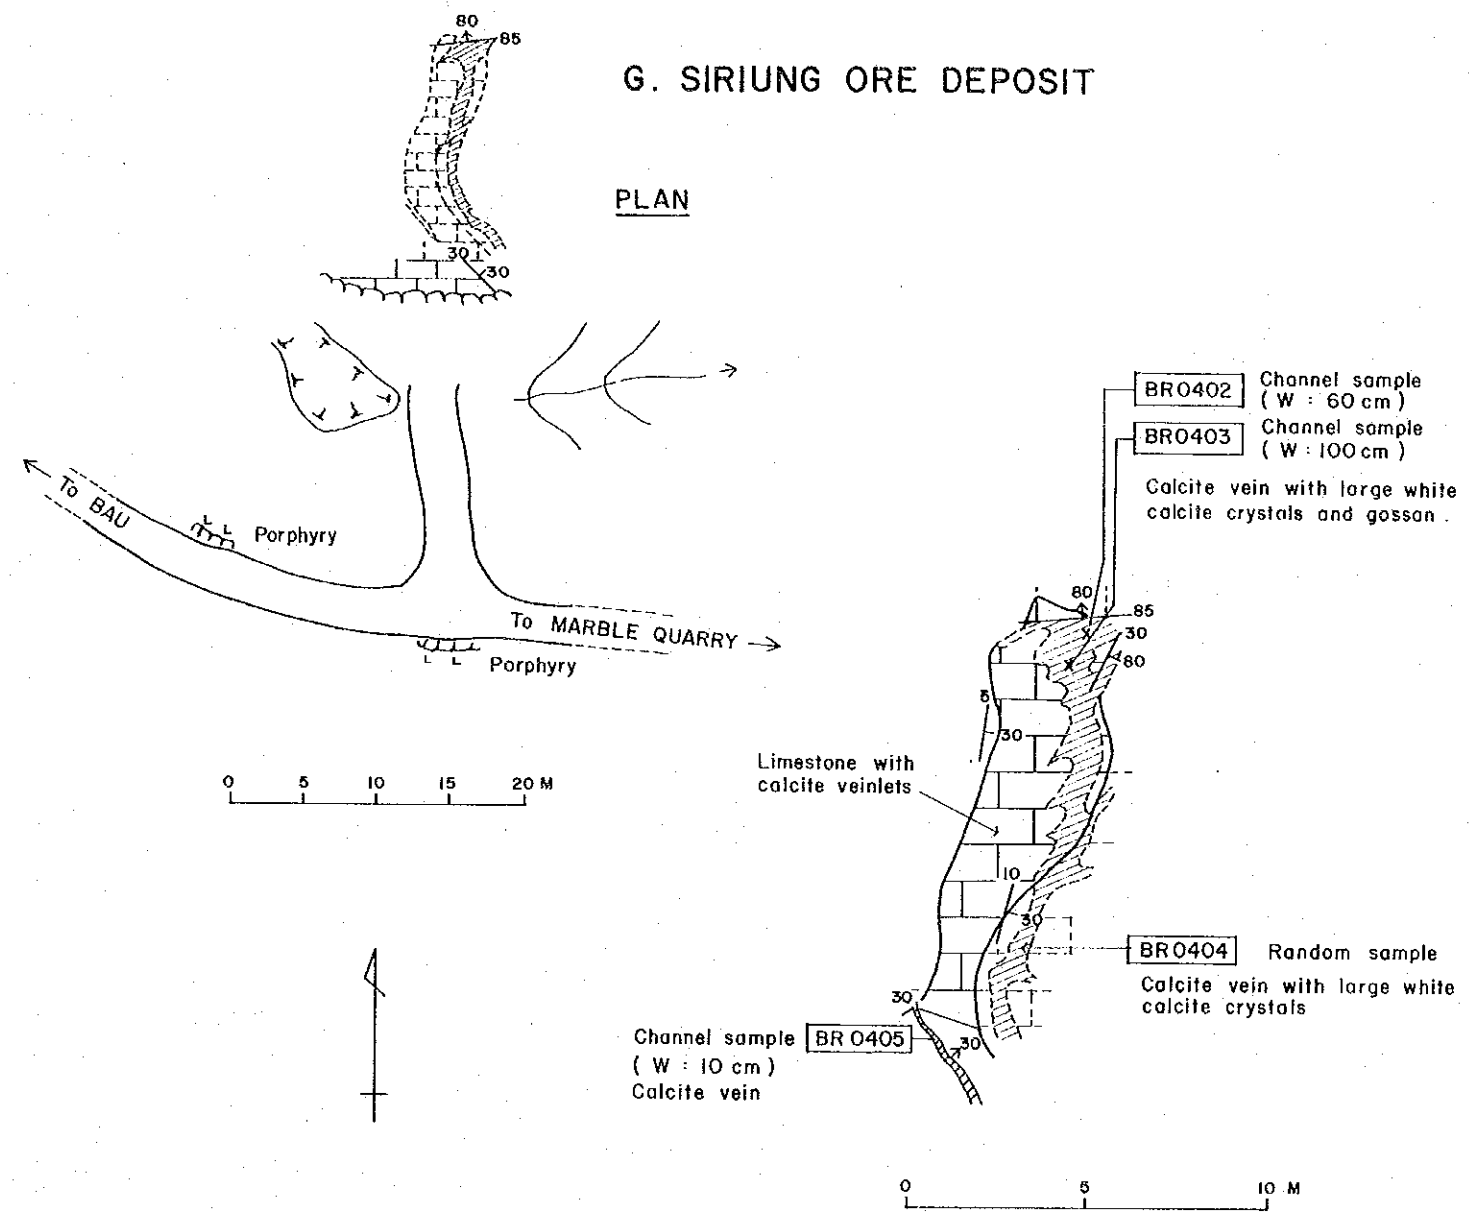 80
85
G. SIRIUNG ORE DEPOSIT
PLAN
30
30
BR0402
Channel sample
( W : 60 cm )
BR0403
Channel sample
( W : 100 cm )
Calcite vein with large white
calcite crystals and gossan .
To BAU
L L
Porphyry
To MARBLE QUARRY
L L
Porphyry
80
85
30
80
5
30
Limestone with
calcite veinlets
0 5 10 15 20 M
10
30
BR0404 Random sample
Calcite vein with large white
calcite crystals
30
Channel sample BR 0405
30
( W : 10 cm )
Calcite vein
0 5 10 M